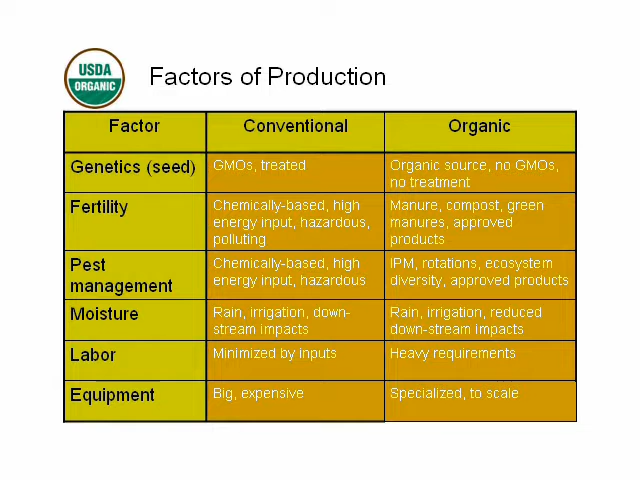 USDA
ORGANIC
Factors of Production
Factor
Conventional
Organic
Genetics (seed)
GMOs, treated
Organic source, no GMOs,
no treatment
Fertility
Chemically-based, high
energy input, hazardous,
polluting
Manure, compost, green
manures, approved
products
Pest
management
Chemically-based, high
energy input, hazardous
IPM, rotations, ecosystem
diversity, approved products
Moisture
Rain, irrigation, down-
stream impacts
Rain, irrigation, reduced
down-stream impacts
Labor
Minimized by inputs
Heavy requirements
Equipment
Big, expensive
Specialized, to scale